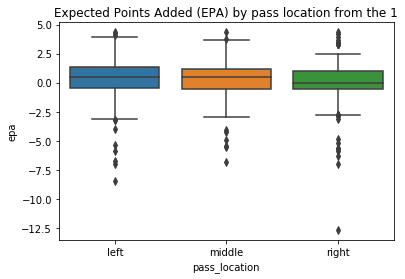 Expected Points Added (EPA) by pass location from the 1
5.0
2.5
0.0
−2.5
−5.0
−7.5
−10.0
−12.5
epa
left middle right
pass_location